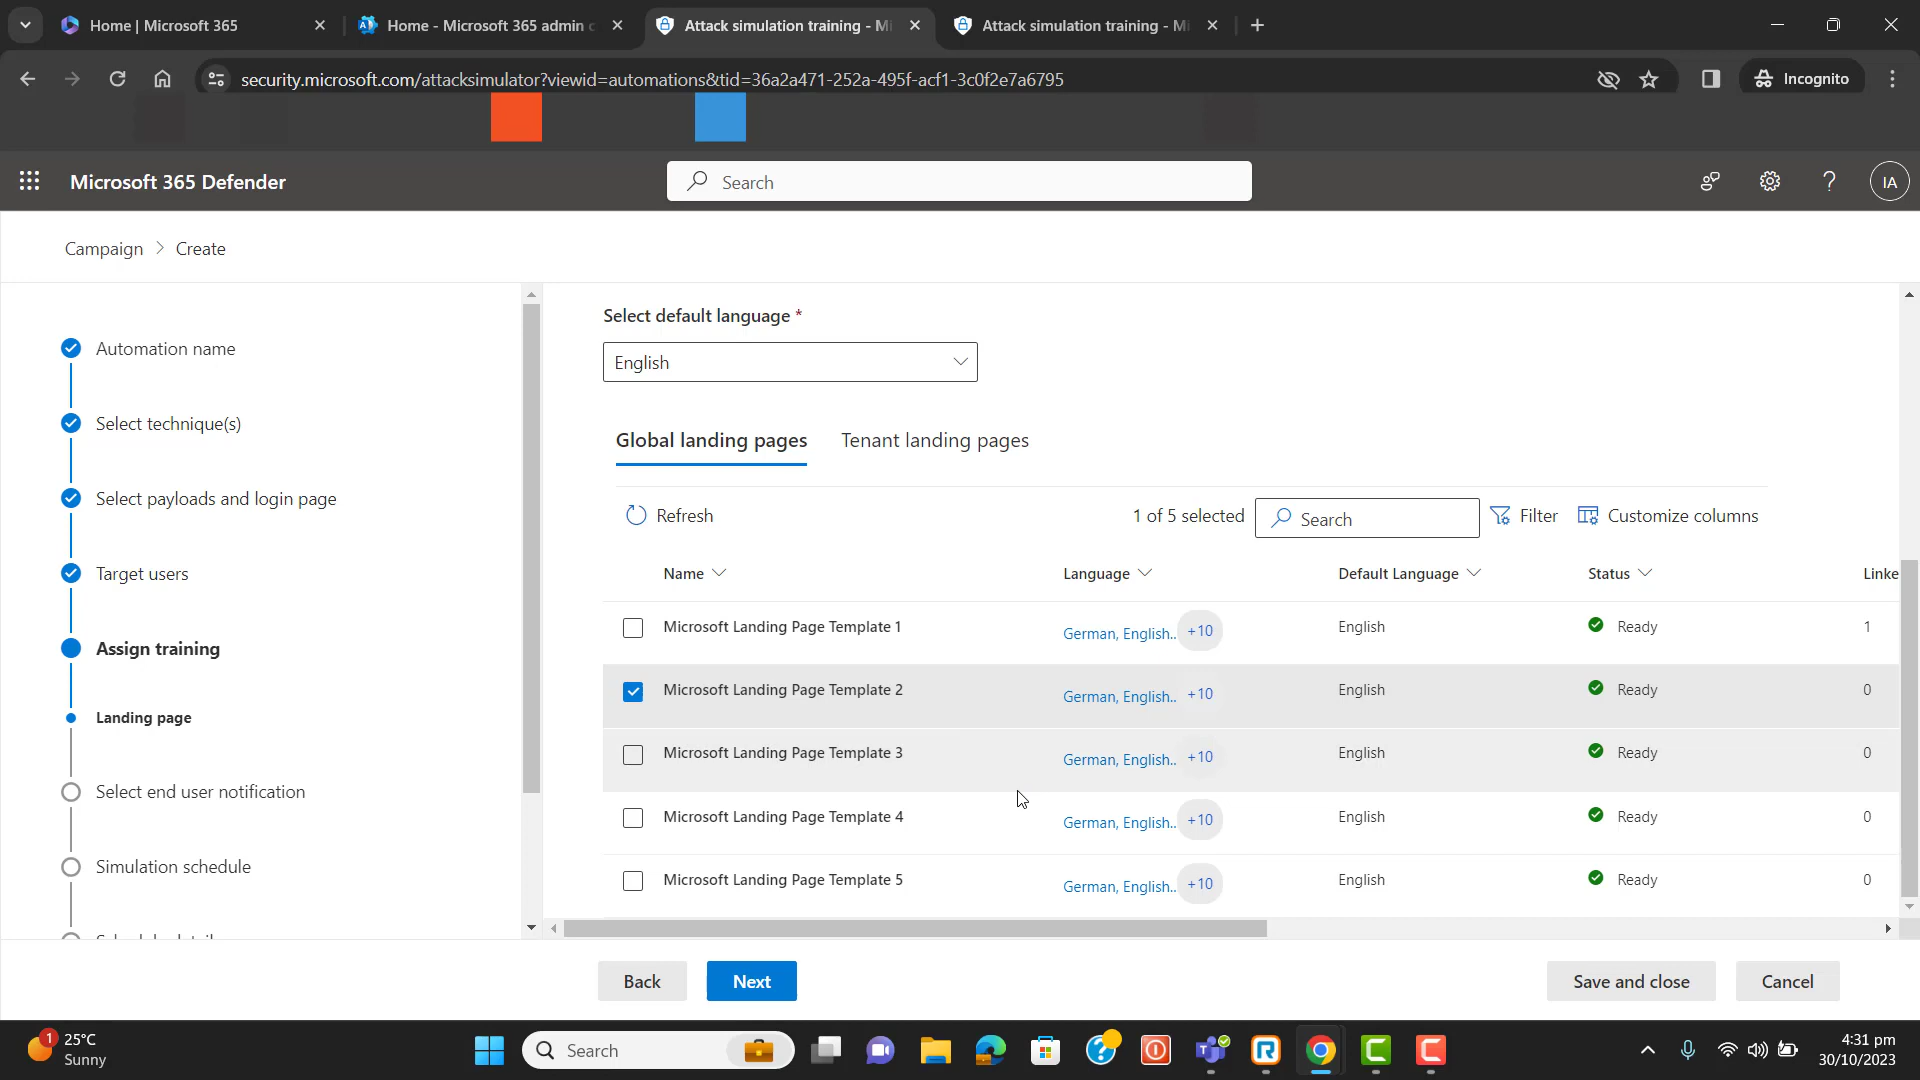 Home | Microsoft 365
Home - Microsoft 365 admin c
Attack simulation training - Mi
Attack simulation training - Mi
security.microsoft.com/attacksimulator?viewid=automations&tid=36a2a471-252a-495f-acf1-3c0f2e7a6795
Incognito
Microsoft 365 Defender
Search
IA
Campaign > Create
Automation name
Select technique(s)
Select payloads and login page
Target users
Assign training
Landing page
Select end user notification
Simulation schedule
Select default language *
English
Global landing pages
Tenant landing pages
Refresh
1 of 5 selected
Search
Filter
Customize columns
Name Language Default Language Status Linke
Microsoft Landing Page Template 1 German, English.. +10 English Ready 1
Microsoft Landing Page Template 2 German, English.. +10 English Ready 0
Microsoft Landing Page Template 3 German, English.. +10 English Ready 0
Microsoft Landing Page Template 4 German, English.. +10 English Ready 0
Microsoft Landing Page Template 5 German, English.. +10 English Ready 0
Back
Next
Save and close
Cancel
1
25°C
Sunny
Search
4:31 pm
30/10/2023